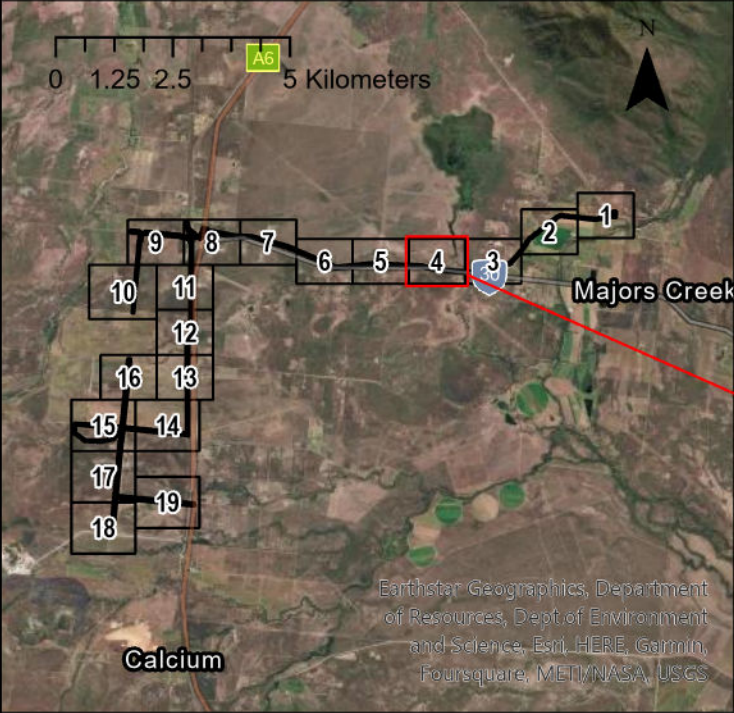 N
A6
0 1.25 2.5 5 Kilometers
1
2
9 8 7
6 5 4 3
30
10 11
Majors Creek
12
16 13
15 14
17
19
18
Earthstar Geographics, Department
of Resources, Dept.of Environment
and Science, Esri, HERE, Garmin,
Foursquare, METI/NASA, USGS
Calcium